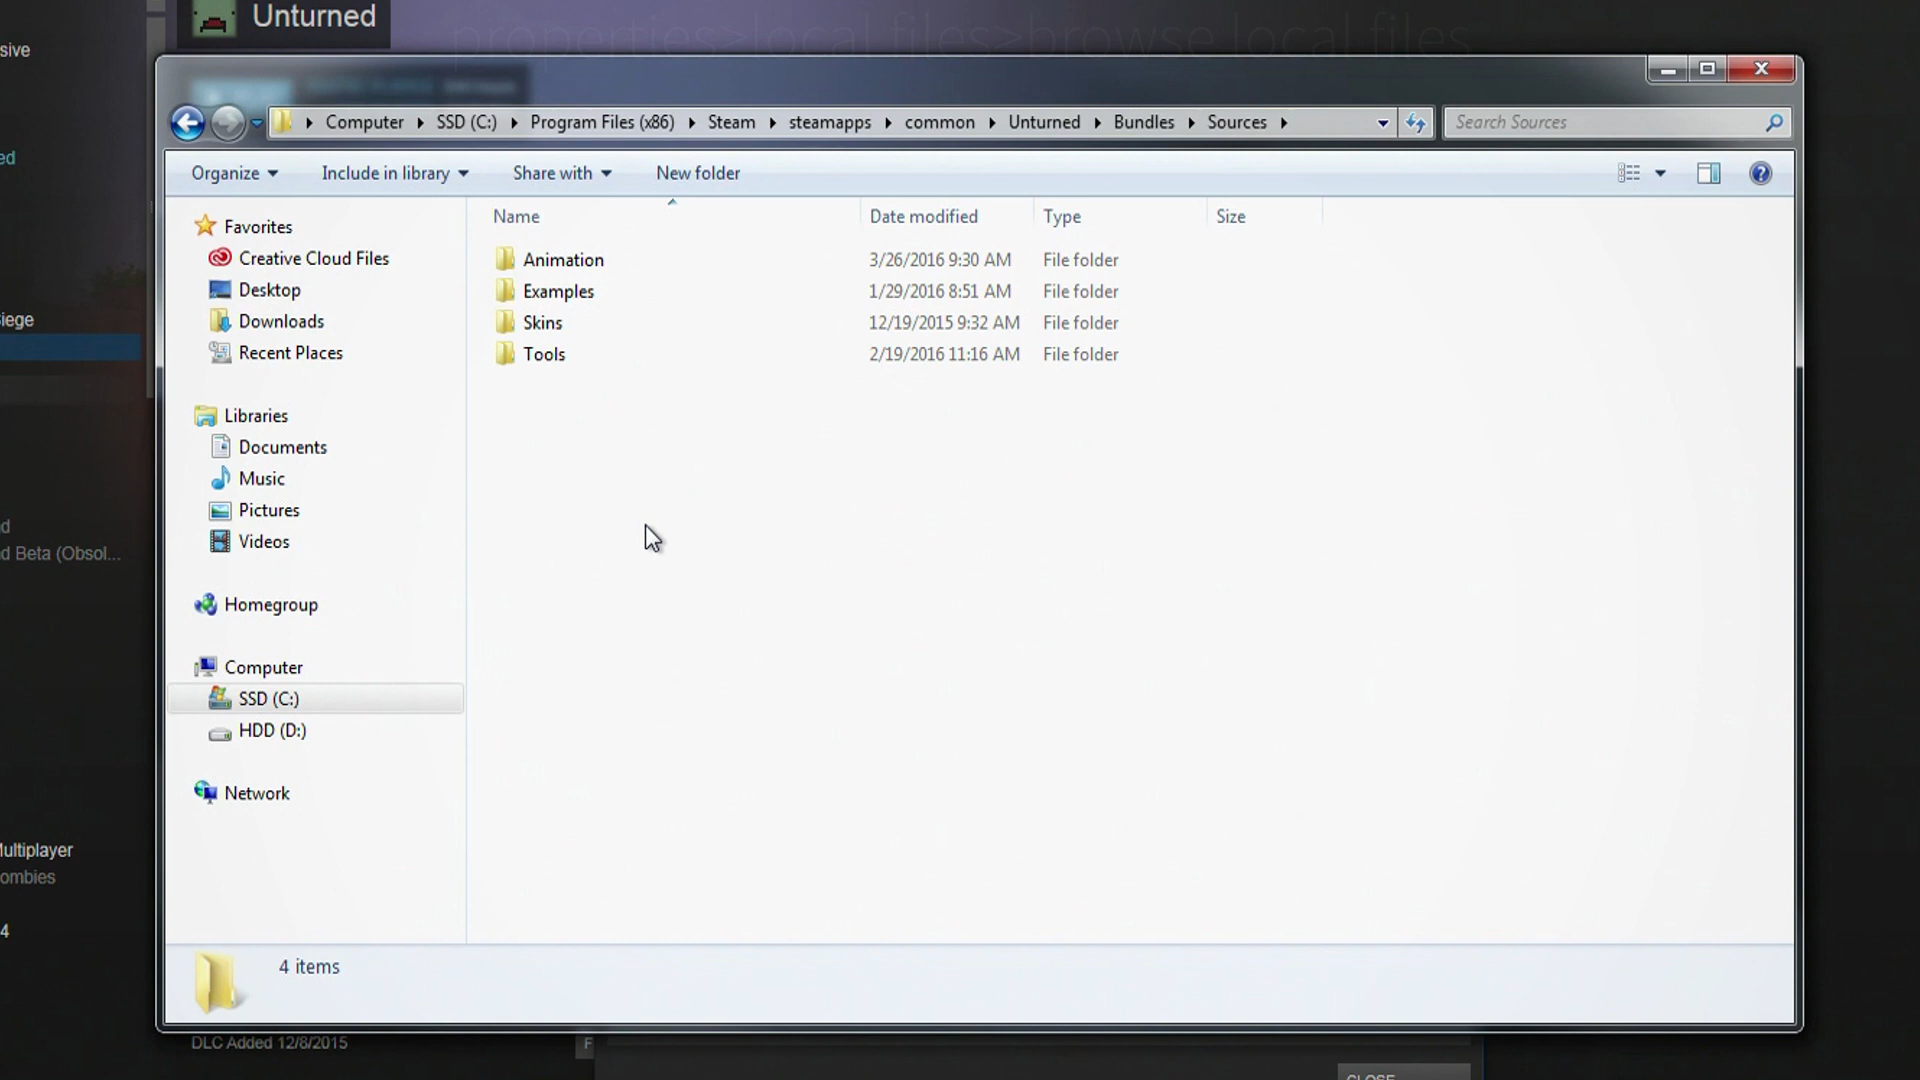 Unturned
properties>local files>browse local files
sive
Computer SSD (C:) Program Files (x86) Steam steamapps common Unturned Bundles Sources
Search Sources
ed
Organize Include in library Share with New folder
Name Date modified Type Size
Favorites
Creative Cloud Files
Desktop
Downloads
Recent Places
Animation 3/26/2016 9:30 AM File folder
Examples 1/29/2016 8:51 AM File folder
Skins 12/19/2015 9:32 AM File folder
Tools 2/19/2016 11:16 AM File folder
iege
Libraries
Documents
Music
Pictures
Videos
d
d Beta (Obsol...
Homegroup
Computer
SSD (C:)
HDD (D:)
Network
ultiplayer
ombies
4
4 items
DLC Added 12/8/2015
F
CLOSE